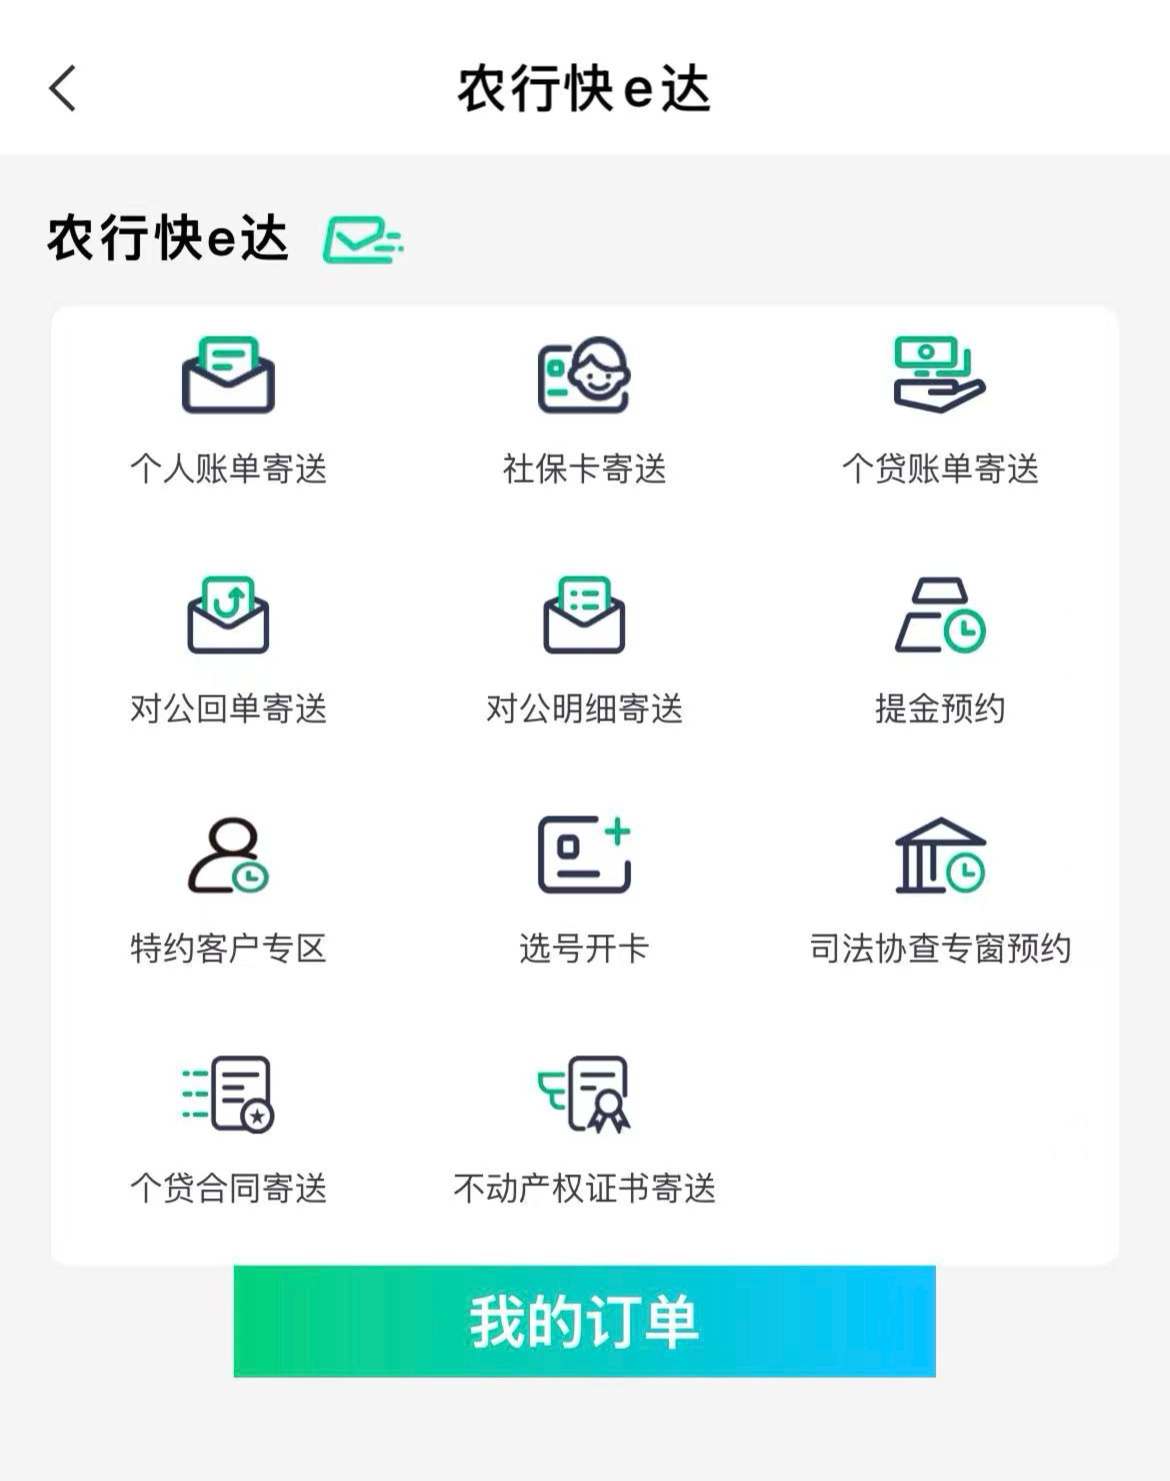 农行快e达
农行快e达
个人账单寄送
社保卡寄送
个贷账单寄送
对公回单寄送
对公明细寄送
提金预约
特约客户专区
选号开卡
司法协查专窗预约
个贷合同寄送
不动产权证书寄送
我的订单